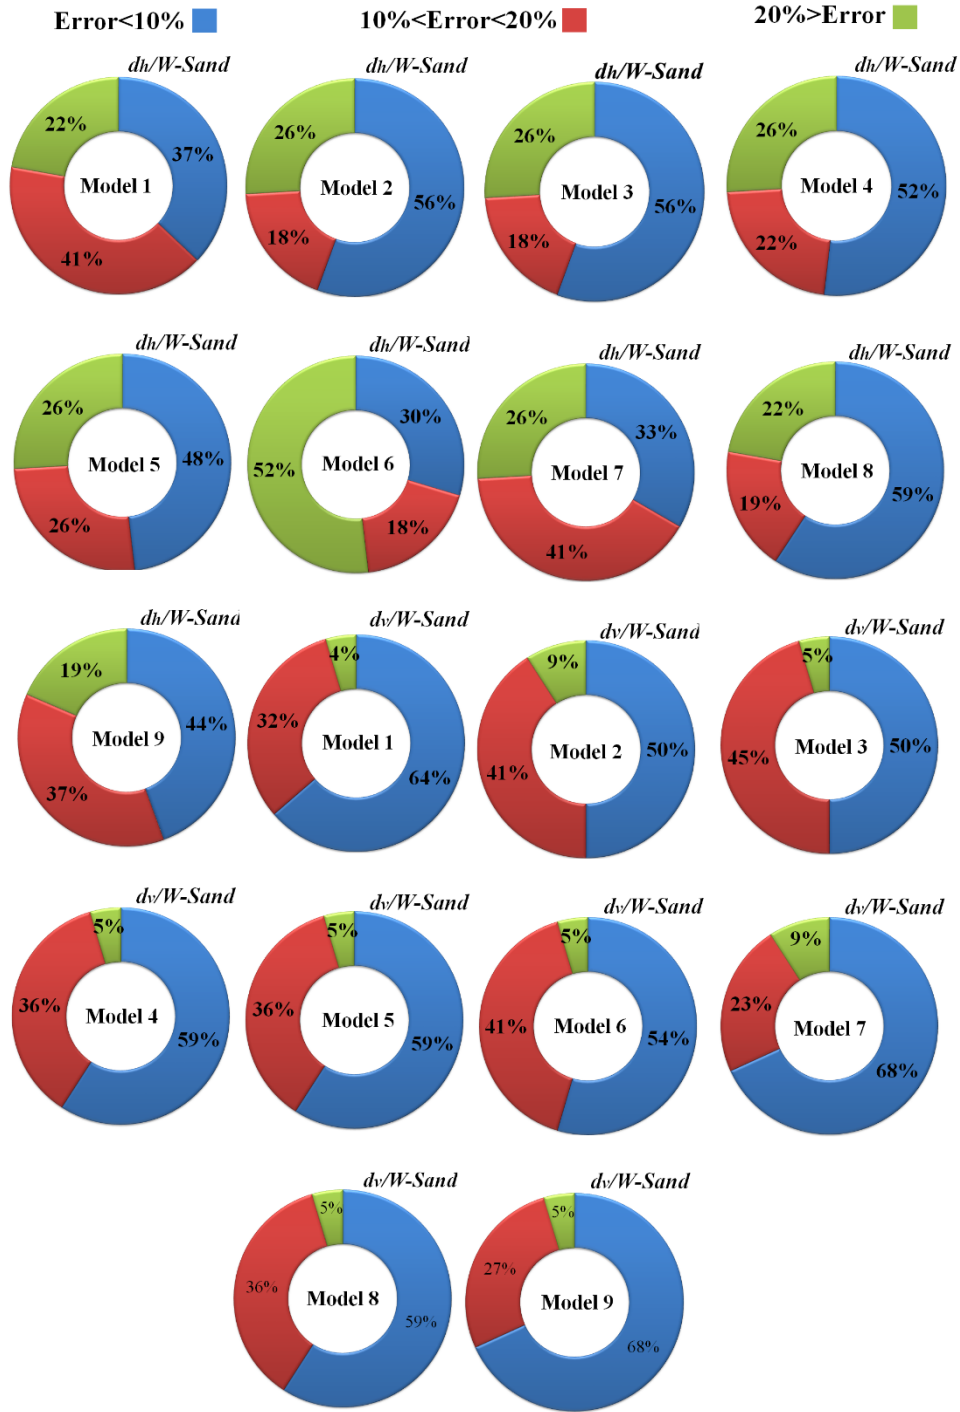 Error<10%
10%<Error<20%
20%>Error
dh/W-Sand
22%
37%
Model 1
41%
dh/W-Sand
26%
Model 2
56%
18%
dh/W-Sand
26%
Model 3
56%
18%
dh/W-Sand
26%
Model 4
52%
22%
dh/W-Sand
26%
Model 5
48%
26%
dh/W-Sand
30%
52%
Model 6
18%
dh/W-Sand
26%
33%
Model 7
41%
dh/W-Sand
22%
Model 8
59%
19%
dh/W-Sand
19%
Model 9
44%
37%
dv/W-Sand
4%
32%
Model 1
64%
dv/W-Sand
9%
41%
Model 2
50%
dv/W-Sand
5%
45%
Model 3
50%
dv/W-Sand
5%
36%
Model 4
59%
dv/W-Sand
5%
36%
Model 5
59%
dv/W-Sand
5%
41%
Model 6
54%
dv/W-Sand
9%
23%
Model 7
68%
dv/W-Sand
5%
36%
Model 8
59%
dv/W-Sand
5%
27%
Model 9
68%